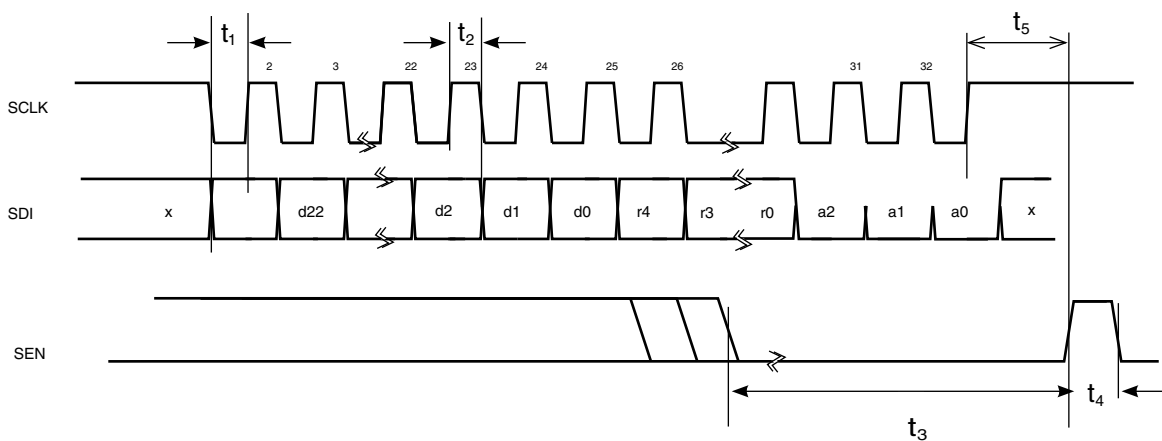 t1 t2 t5
2 3 22 23 24 25 26 31 32
SCLK
SDI x d22 d2 d1 d0 r4 r3 r0 a2 a1 a0 x
SEN
t4
t3